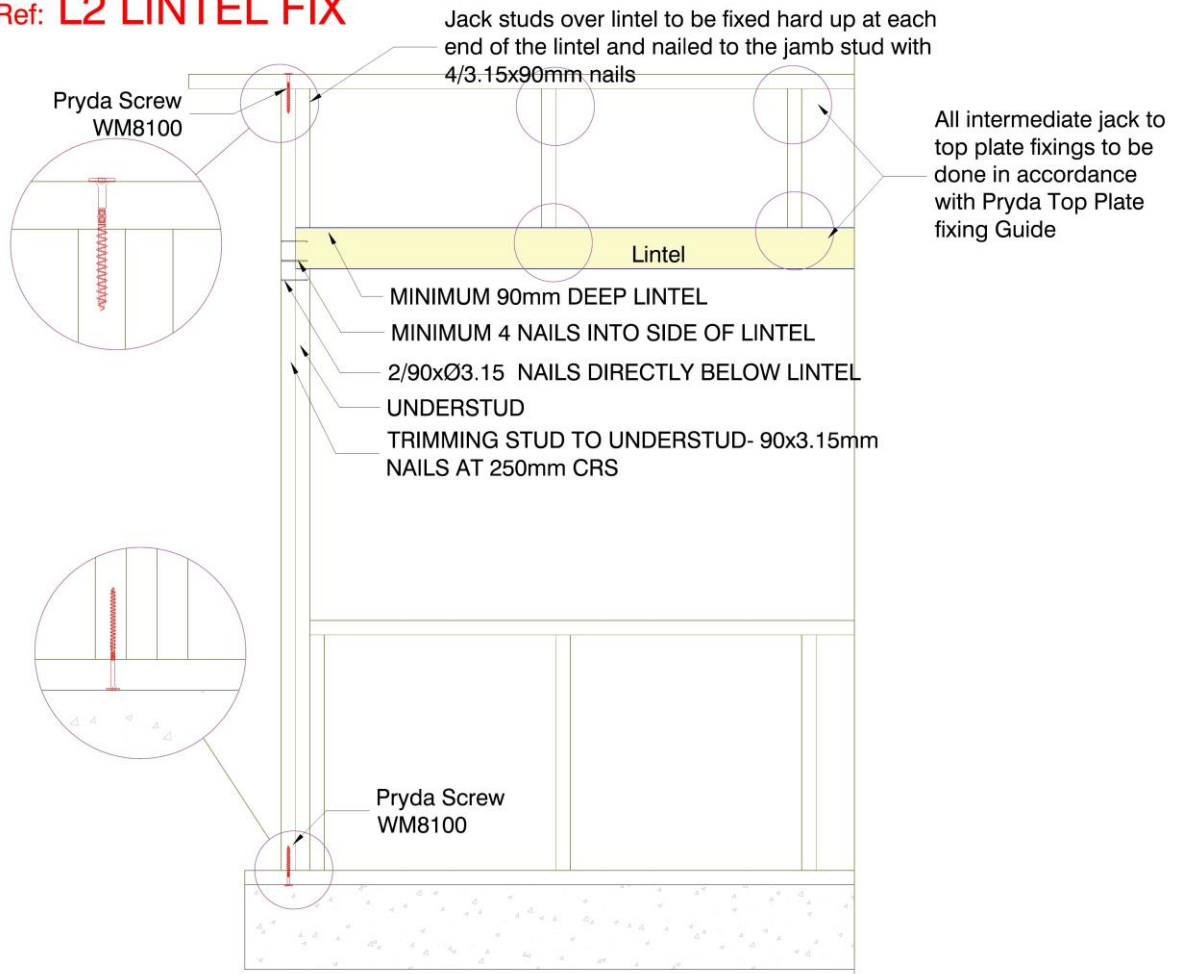 Ref: L2 LINTEL FIX
Jack studs over lintel to be fixed hard up at each
end of the lintel and nailed to the jamb stud with
4/3.15x90mm nails
Pryda Screw
WM8100
All intermediate jack to
top plate fixings to be
done in accordance
with Pryda Top Plate
fixing Guide
Lintel
MINIMUM 90mm DEEP LINTEL
MINIMUM 4 NAILS INTO SIDE OF LINTEL
2/90xØ3.15 NAILS DIRECTLY BELOW LINTEL
UNDERSTUD
TRIMMING STUD TO UNDERSTUD- 90x3.15mm
NAILS AT 250mm CRS
Pryda Screw
WM8100